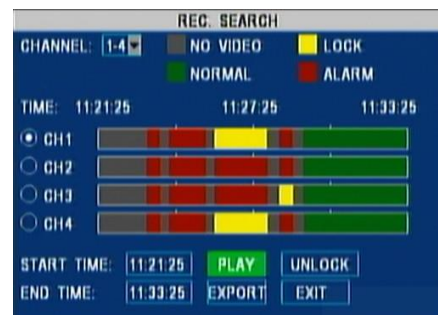 REC. SEARCH
CHANNEL: 1-4 NO VIDEO LOCK
NORMAL ALARM
TIME: 11:21:25 11:27:25 11:33:25
CH1
CH2
CH3
CH4
START TIME: 11:21:25 PLAY UNLOCK
END TIME: 11:33:25 EXPORT EXIT